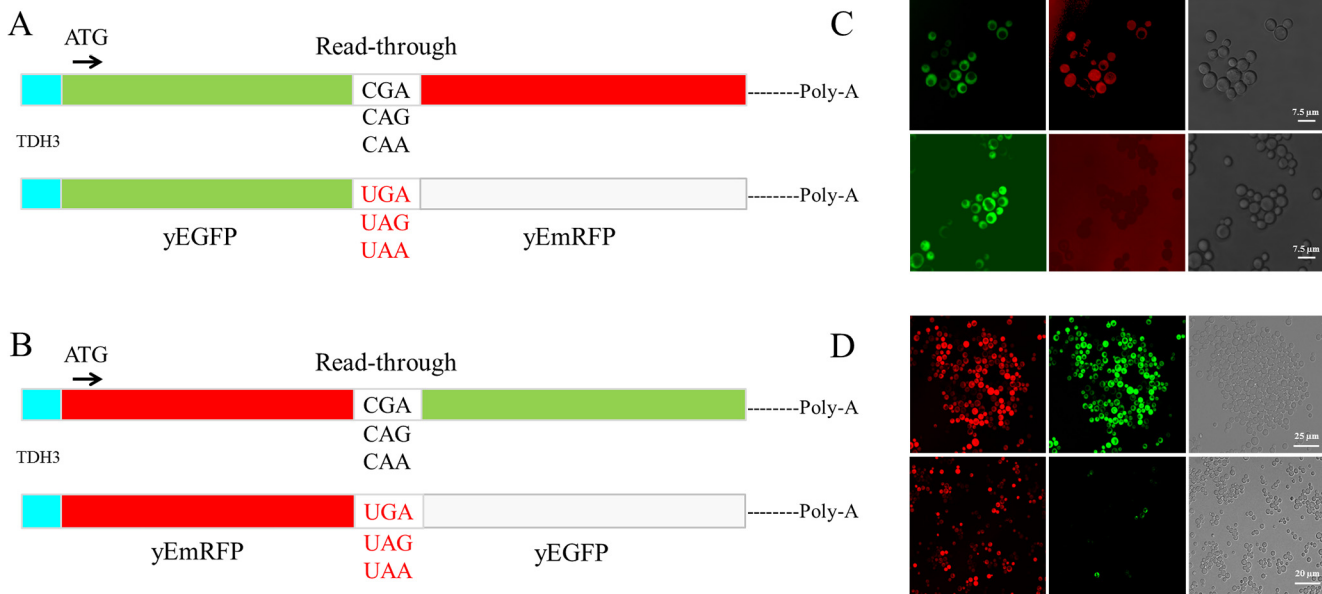 A
ATG
Read-through
CGA
--------Poly-A
CAG
CAA
TDH3
UGA
-------Poly-A
UAG
UAA
yEGFP
yEmRFP
B
ATG
Read-through
CGA
-------Poly-A
CAG
CAA
TDH3
UGA
-------Poly-A
UAG
UAA
yEmRFP
yEGFP
C
7.5 µm
7.5 µm
D
25 µm
20 µm